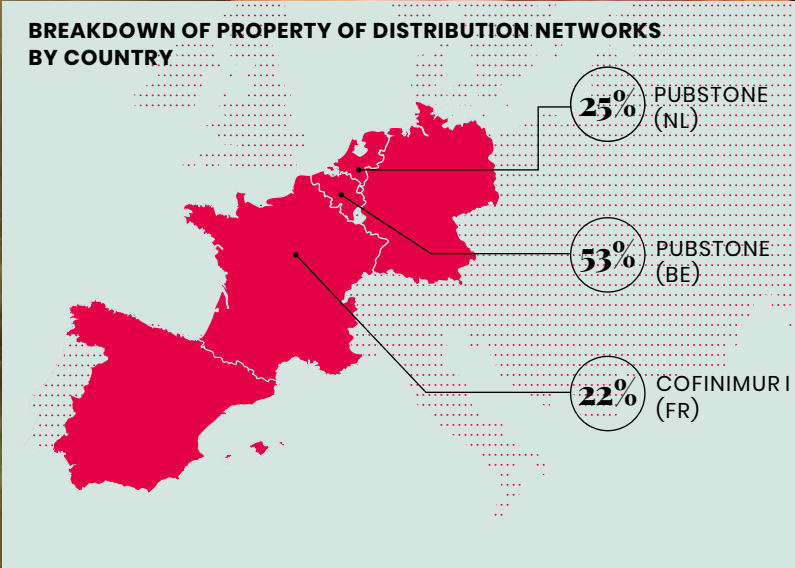 BREAKDOWN OF PROPERTY OF DISTRIBUTION NETWORKS
BY COUNTRY
25% PUBSTONE
(NL)
53% PUBSTONE
(BE)
22% COFINIMUR I
(FR)